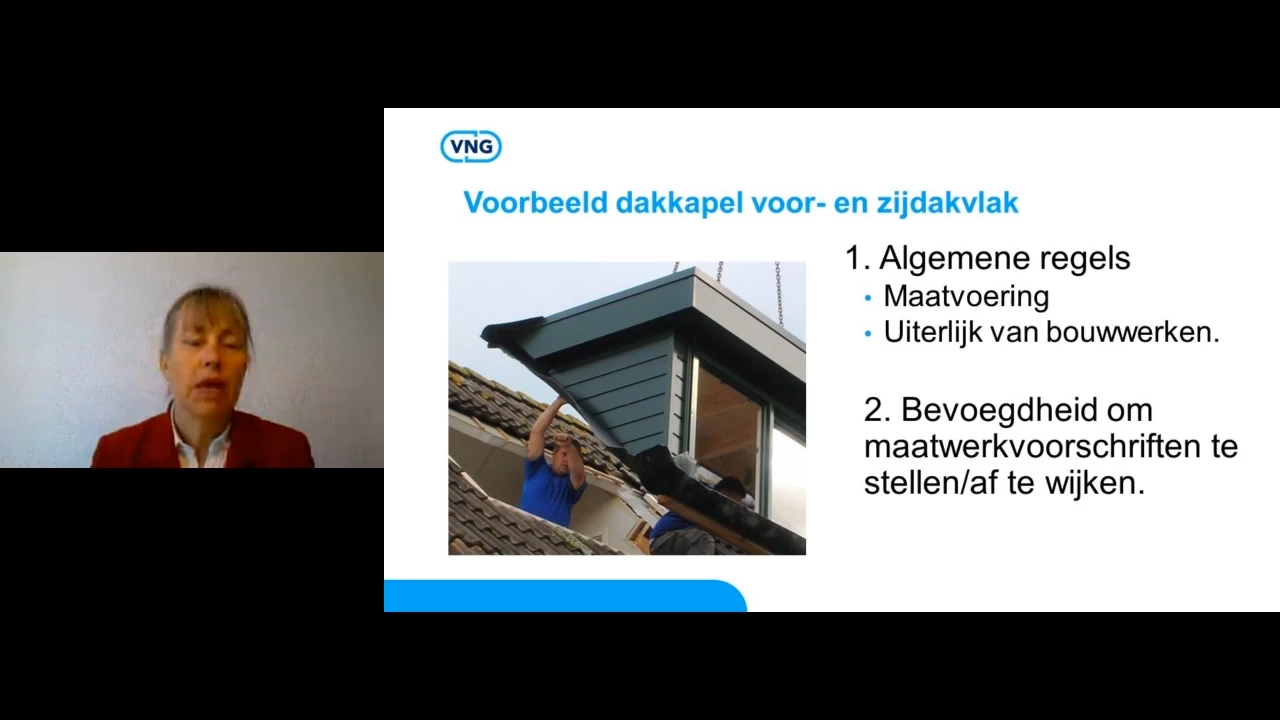 VNG
Voorbeeld dakkapel voor- en zijdakvlak
1. Algemene regels
• Maatvoering
• Uiterlijk van bouwwerken.
2. Bevoegdheid om
maatwerkvoorschriften te
stellen/af te wijken.